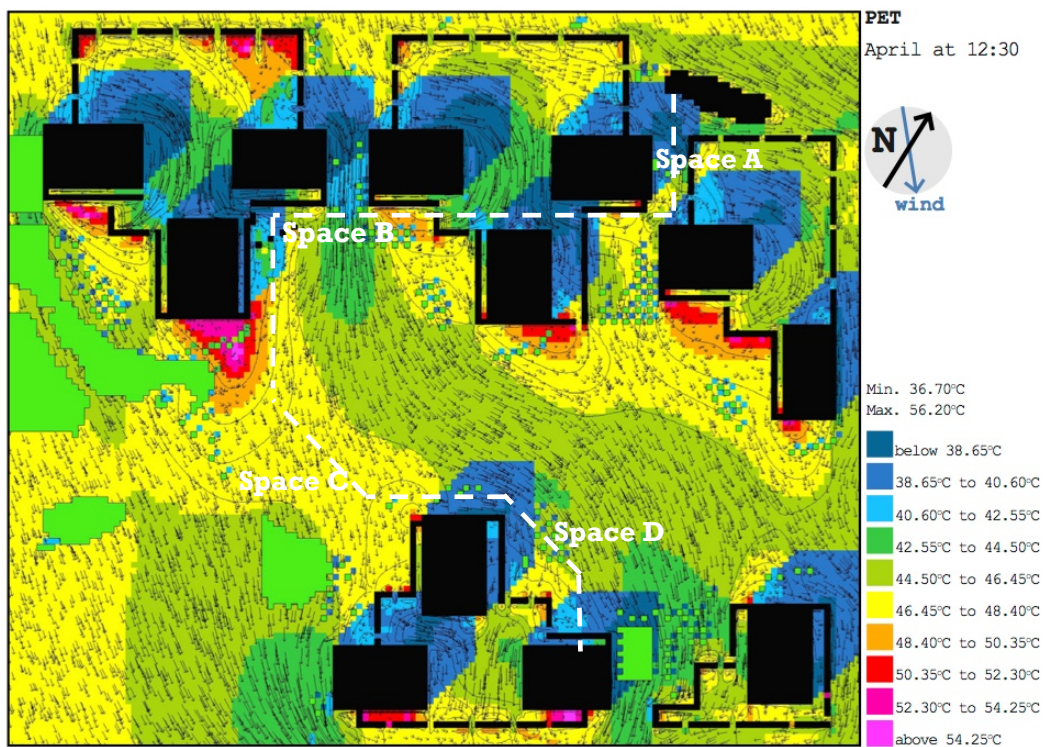 PET
April at 12:30
N
wind
Space A
Space B
Space C
Space D
Min. 36.70°C
Max. 56.20°C
below 38.65°C
38.65°C to 40.60°C
40.60°C to 42.55°C
42.55°C to 44.50°C
44.50°C to 46.45°C
46.45°C to 48.40°C
48.40°C to 50.35°C
50.35°C to 52.30°C
52.30°C to 54.25°C
above 54.25°C